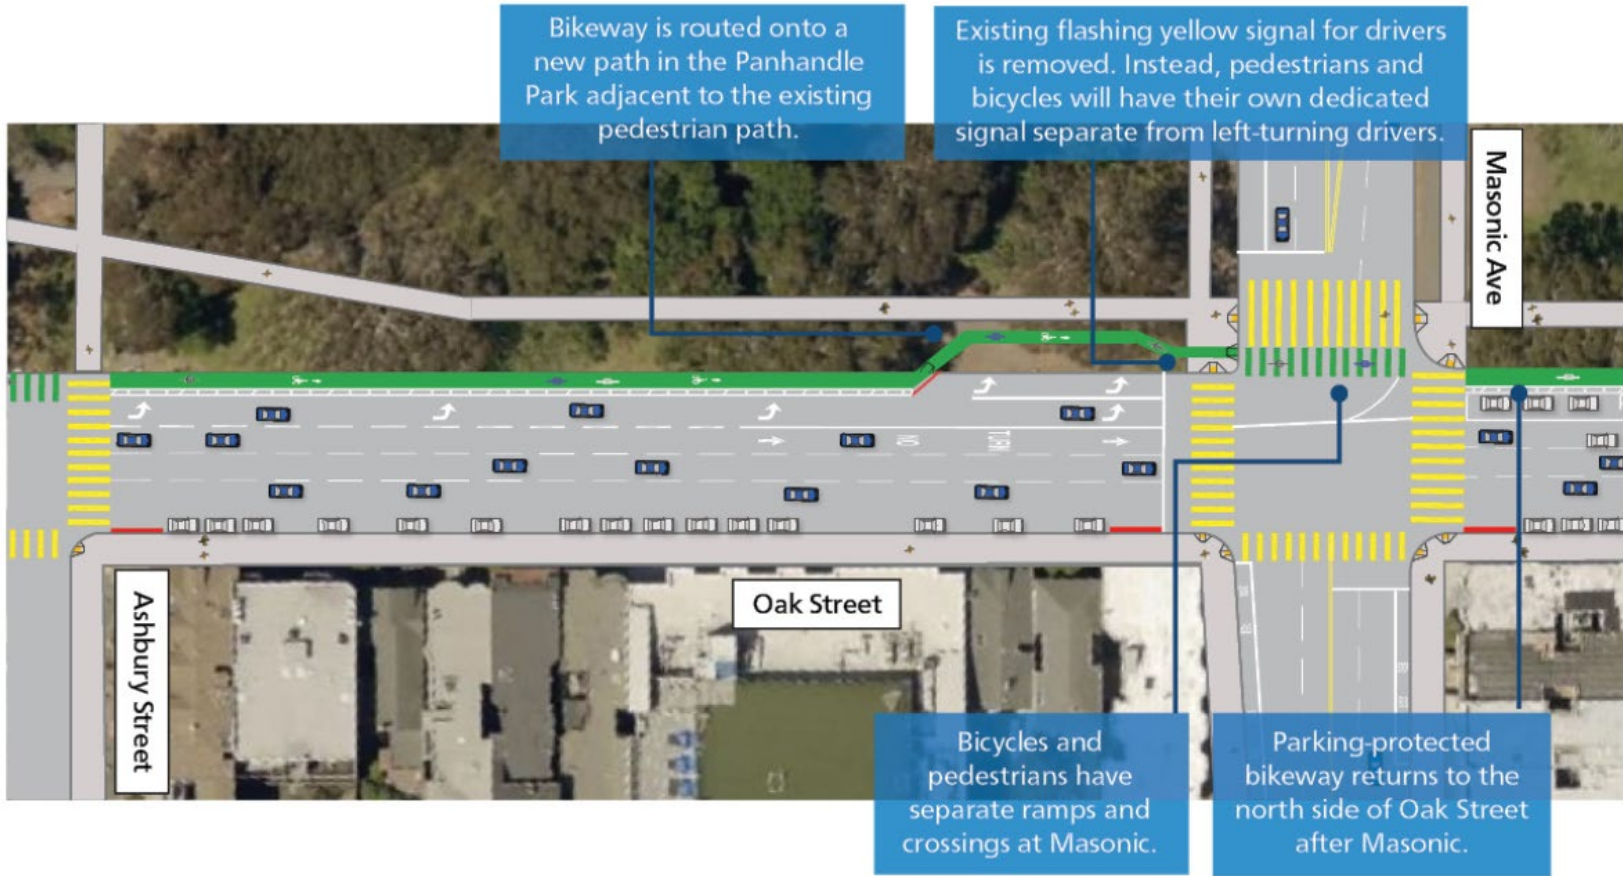 Bikeway is routed onto a
new path in the Panhandle
Park adjacent to the existing
pedestrian path.
Existing flashing yellow signal for drivers
is removed. Instead, pedestrians and
bicycles will have their own dedicated
signal separate from left-turning drivers.
Masonic Ave
NO
TURN
Oak Street
Ashbury Street
Bicycles and
pedestrians have
separate ramps and
crossings at Masonic.
Parking-protected
bikeway returns to the
north side of Oak Street
after Masonic.